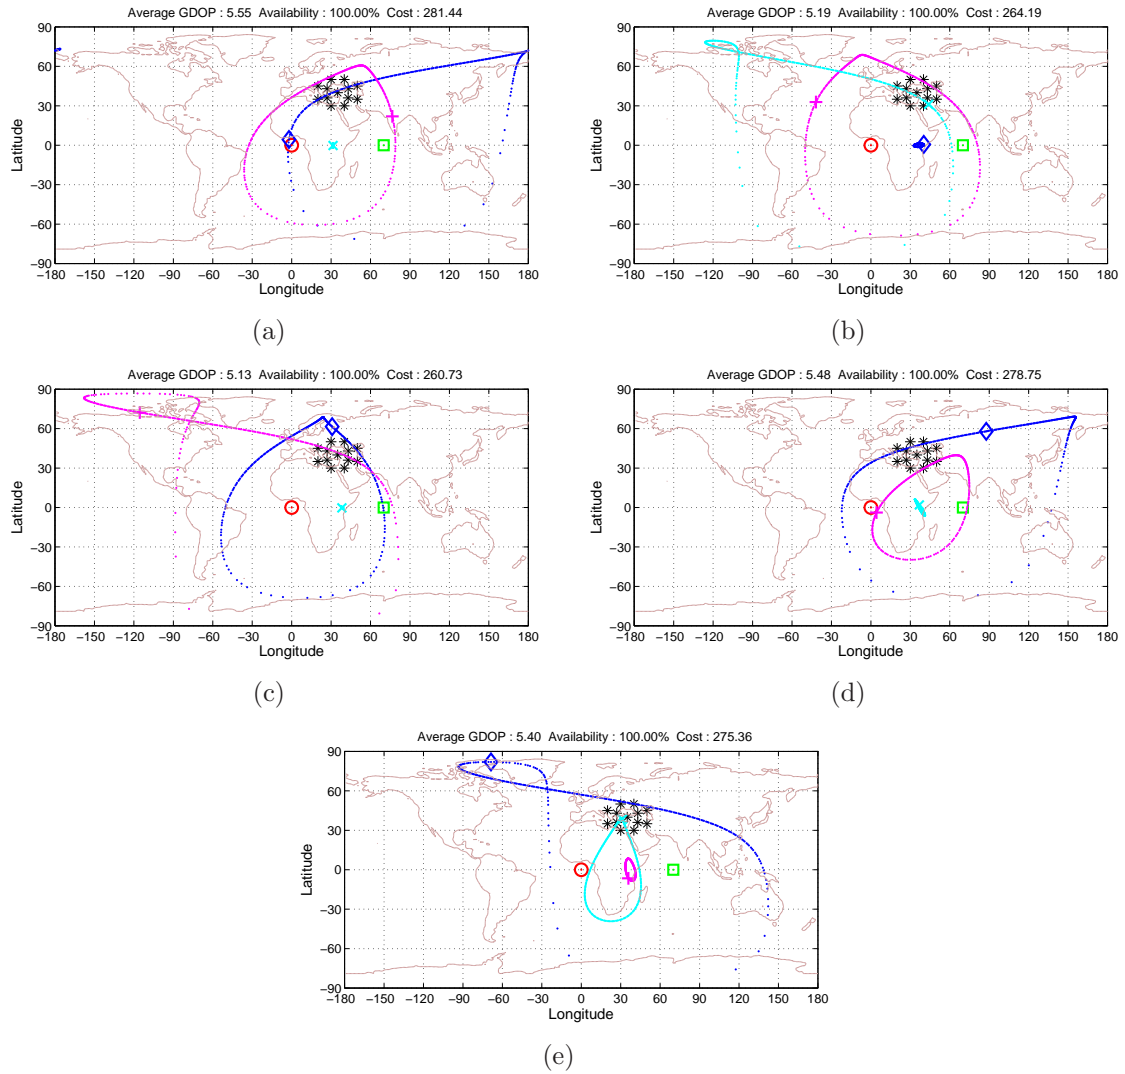 Average GDOP : 5.55 Availability : 100.00% Cost : 281.44
90
60
30
0
−30
−60
−90
Latitude
−180 −150 −120 −90 −60 −30 0 30 60 90 120 150 180
Longitude
(a)
Average GDOP : 5.19 Availability : 100.00% Cost : 264.19
90
60
30
0
−30
−60
−90
Latitude
−180 −150 −120 −90 −60 −30 0 30 60 90 120 150 180
Longitude
(b)
Average GDOP : 5.13 Availability : 100.00% Cost : 260.73
90
60
30
0
−30
−60
−90
Latitude
−180 −150 −120 −90 −60 −30 0 30 60 90 120 150 180
Longitude
(c)
Average GDOP : 5.48 Availability : 100.00% Cost : 278.75
90
60
30
0
−30
−60
−90
Latitude
−180 −150 −120 −90 −60 −30 0 30 60 90 120 150 180
Longitude
(d)
Average GDOP : 5.40 Availability : 100.00% Cost : 275.36
90
60
30
0
−30
−60
−90
Latitude
−180 −150 −120 −90 −60 −30 0 30 60 90 120 150 180
Longitude
(e)